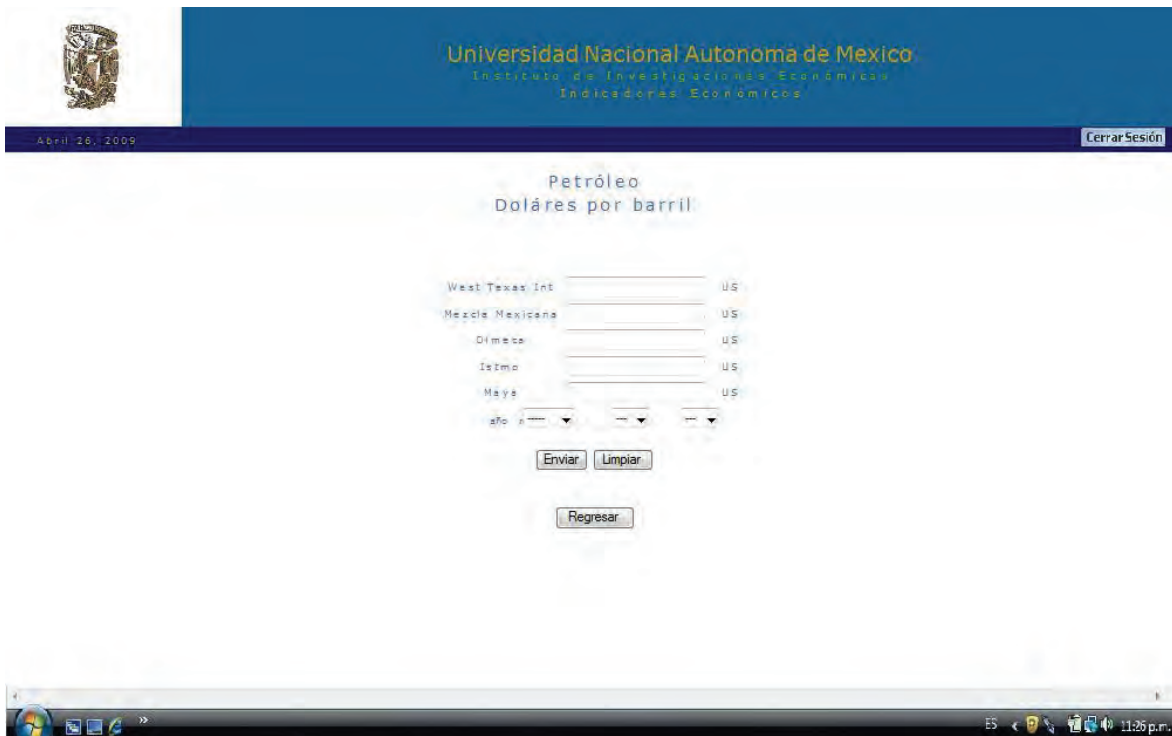 Universidad Nacional Autonoma de Mexico
Instituto de Investigaciones Económicas
Indicadores Económicos
Abril 26, 2009
Cerrar Sesión
Petróleo
Doláres por barril
West Texas Int US
Mezcla Mexicana US
US
Istmo US
Maya US
año
Enviar Limpiar
Regresar
ES 11:26 p.m.